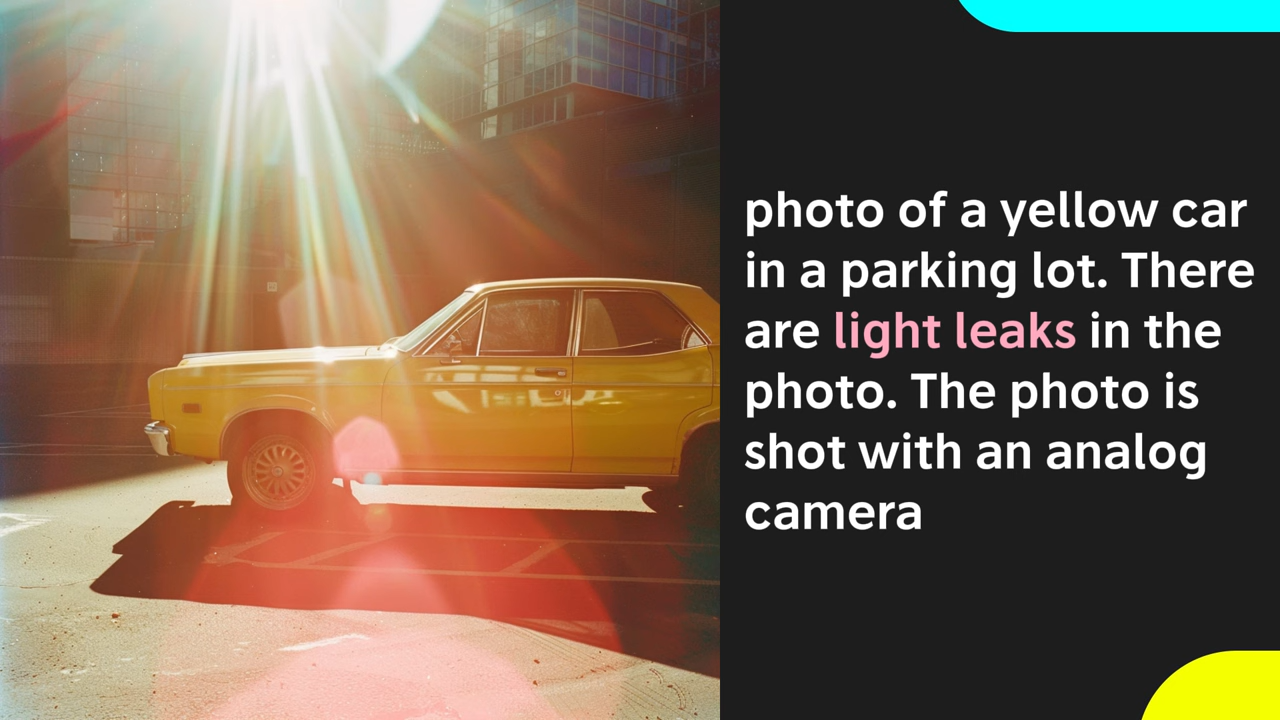 photo of a yellow car
in a parking lot. There
are light leaks in the
photo. The photo is
shot with an analog
camera